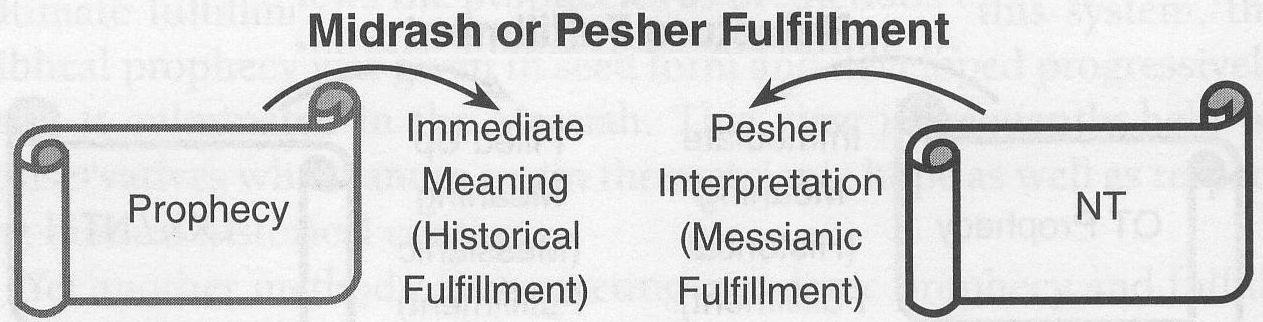 Midrash or Pesher Fulfillment
Prophecy
Immediate
Meaning
(Historical
Fulfillment)
Pesher
Interpretation
(Messianic
Fulfillment)
NT